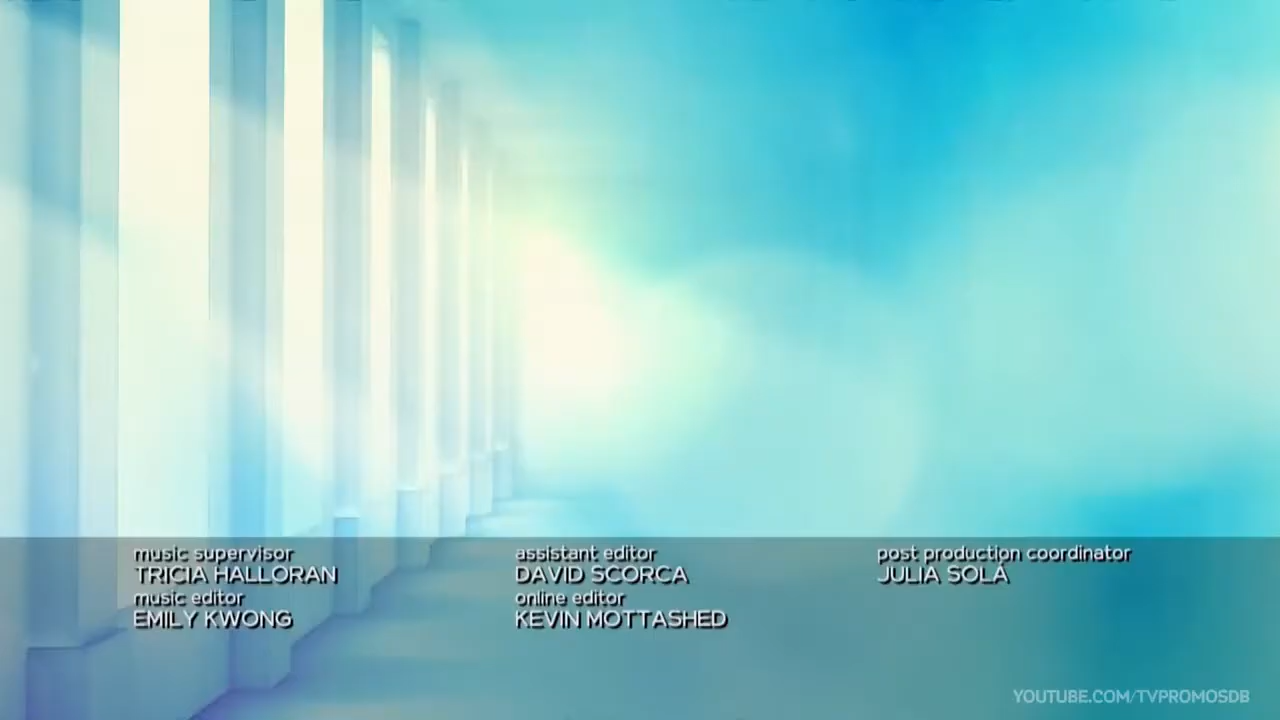 music supervisor
TRICIA HALLORAN
music editor
EMILY KWONG
assistant editor
DAVID SCORCA
online editor
KEVIN MOTTASHED
post production coordinator
JULIA SOLÁ
YOUTUBE.COM/TVPROMOSDB